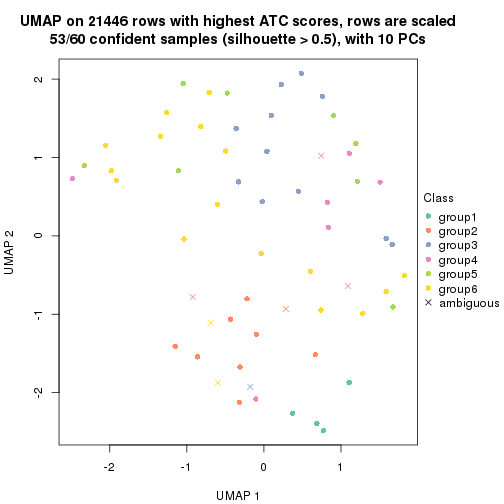 UMAP on 21446 rows with highest ATC scores, rows are scaled
53/60 confident samples (silhouette > 0.5), with 10 PCs
UMAP 2
2
1
0
-1
-2
-2
-1
0
1
UMAP 1
Class
group1
group2
group3
group4
group5
group6
ambiguous